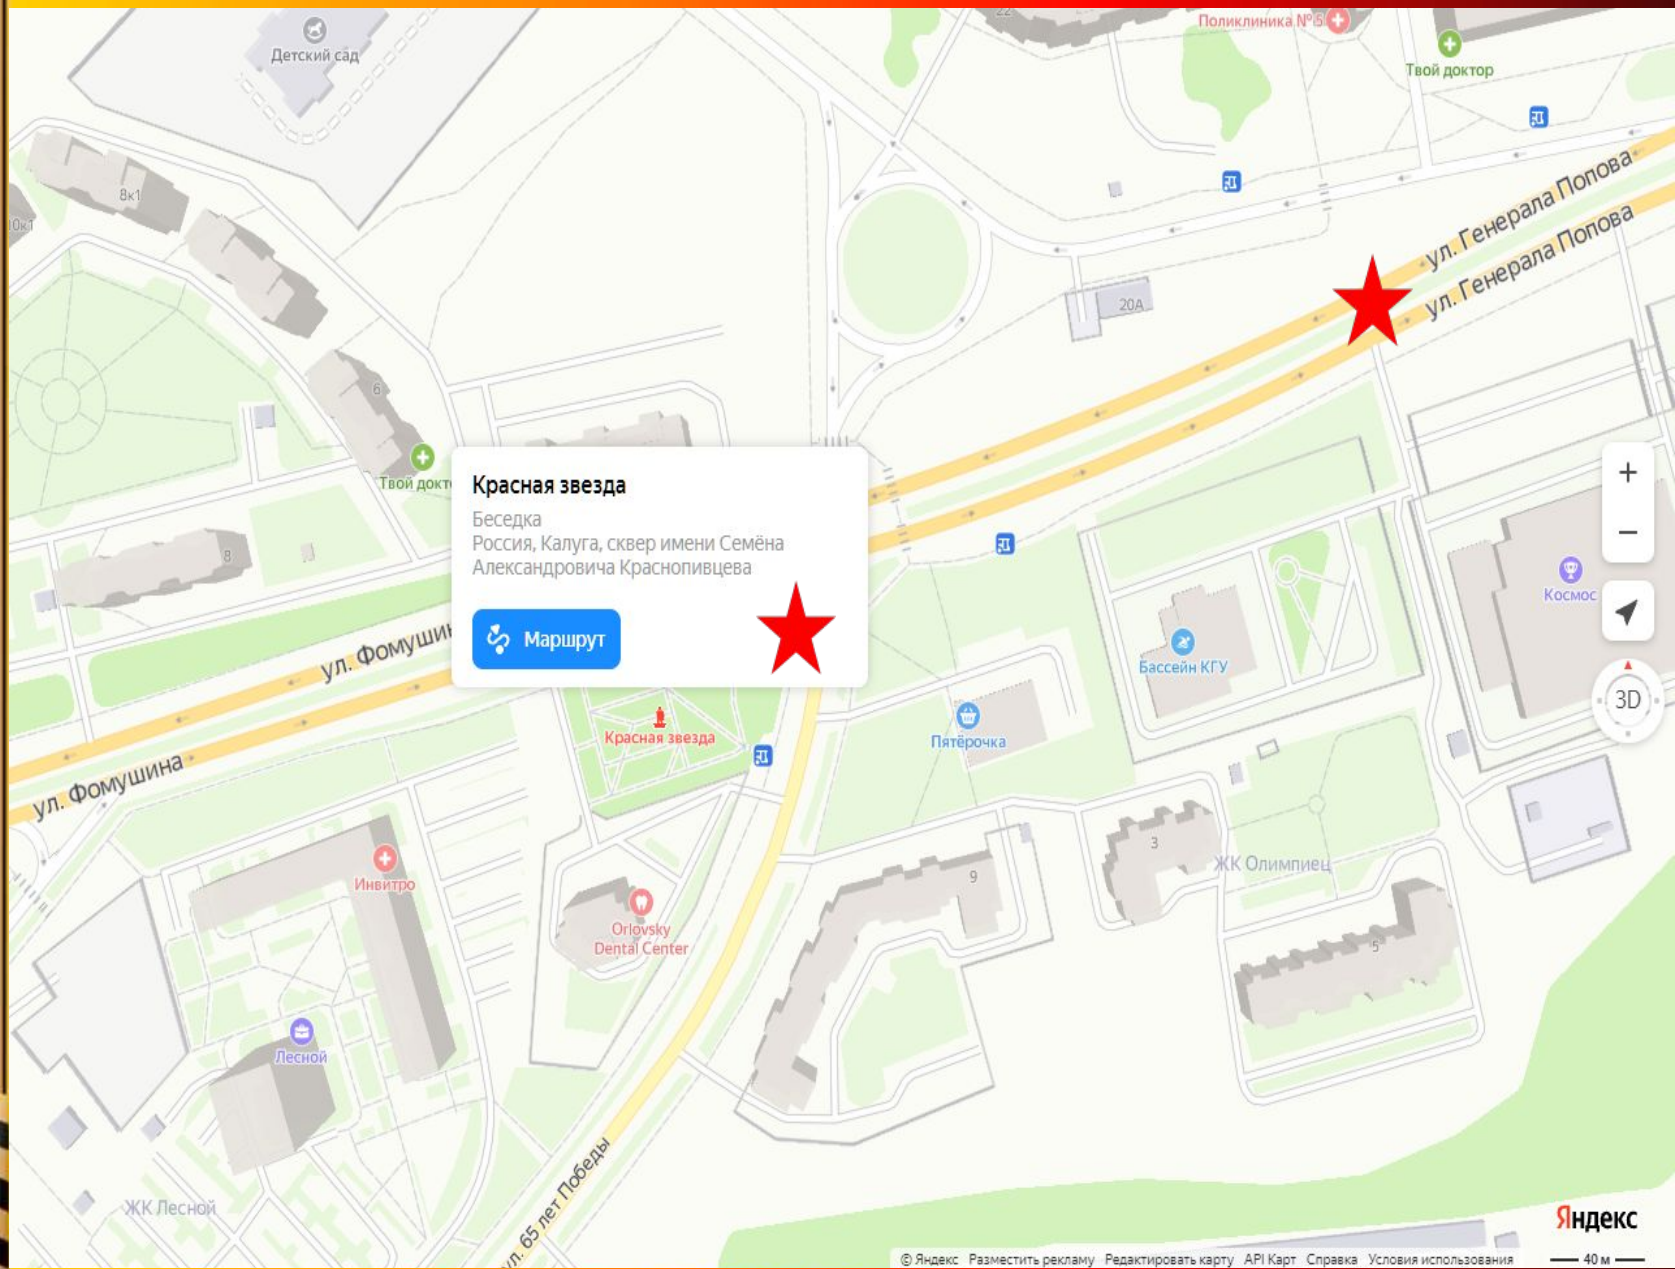 22
Поликлиника №5
Детский сад
Твой доктор
8к1
10к1
ул. Генерала Попова
ул. Генерала Попова
20А
6
Твой докт
Красная звезда
Беседка
Россия, Калуга, сквер имени Семёна
Александровича Краснопивцева
Маршрут
8
Космос
Бассейн КГУ
ул. Фомушин
3D
Красная звезда
Пятёрочка
ул. Фомушина
3
ЖК Олимпиец
9
Инвитро
Orlovsky
Dental Center
5
Лесной
ул. 65 лет Победы
ЖК Лесной
Яндекс
© Яндекс Разместить рекламу Редактировать карту API Карт Справка Условия использования
40 м